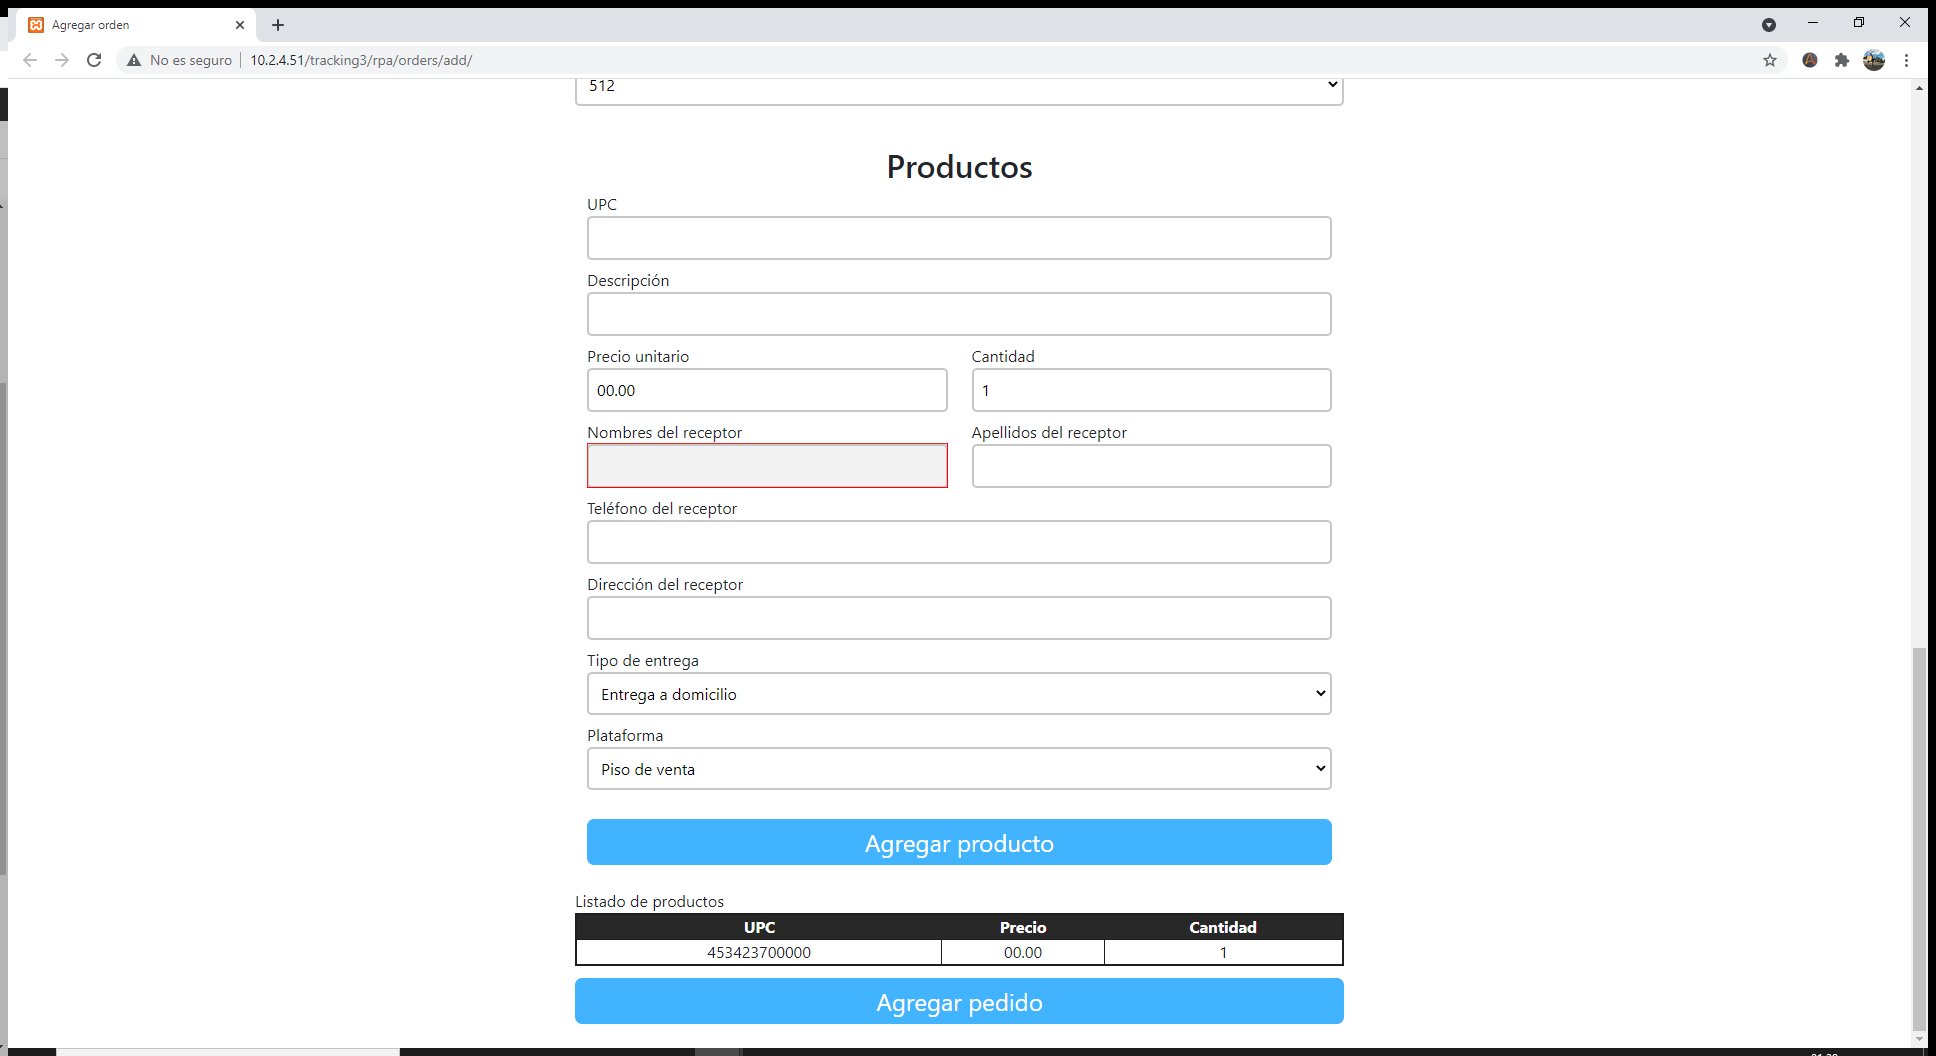 Agregar orden
No es seguro 10.2.4.51/tracking3/rpa/orders/add/
512
Productos
UPC
Descripción
Precio unitario Cantidad
00.00 1
Nombres del receptor Apellidos del receptor
Teléfono del receptor
Dirección del receptor
Tipo de entrega
Entrega a domicilio
Plataforma
Piso de venta
Agregar producto
Listado de productos
UPC Precio Cantidad
453423700000 00.00 1
Agregar pedido